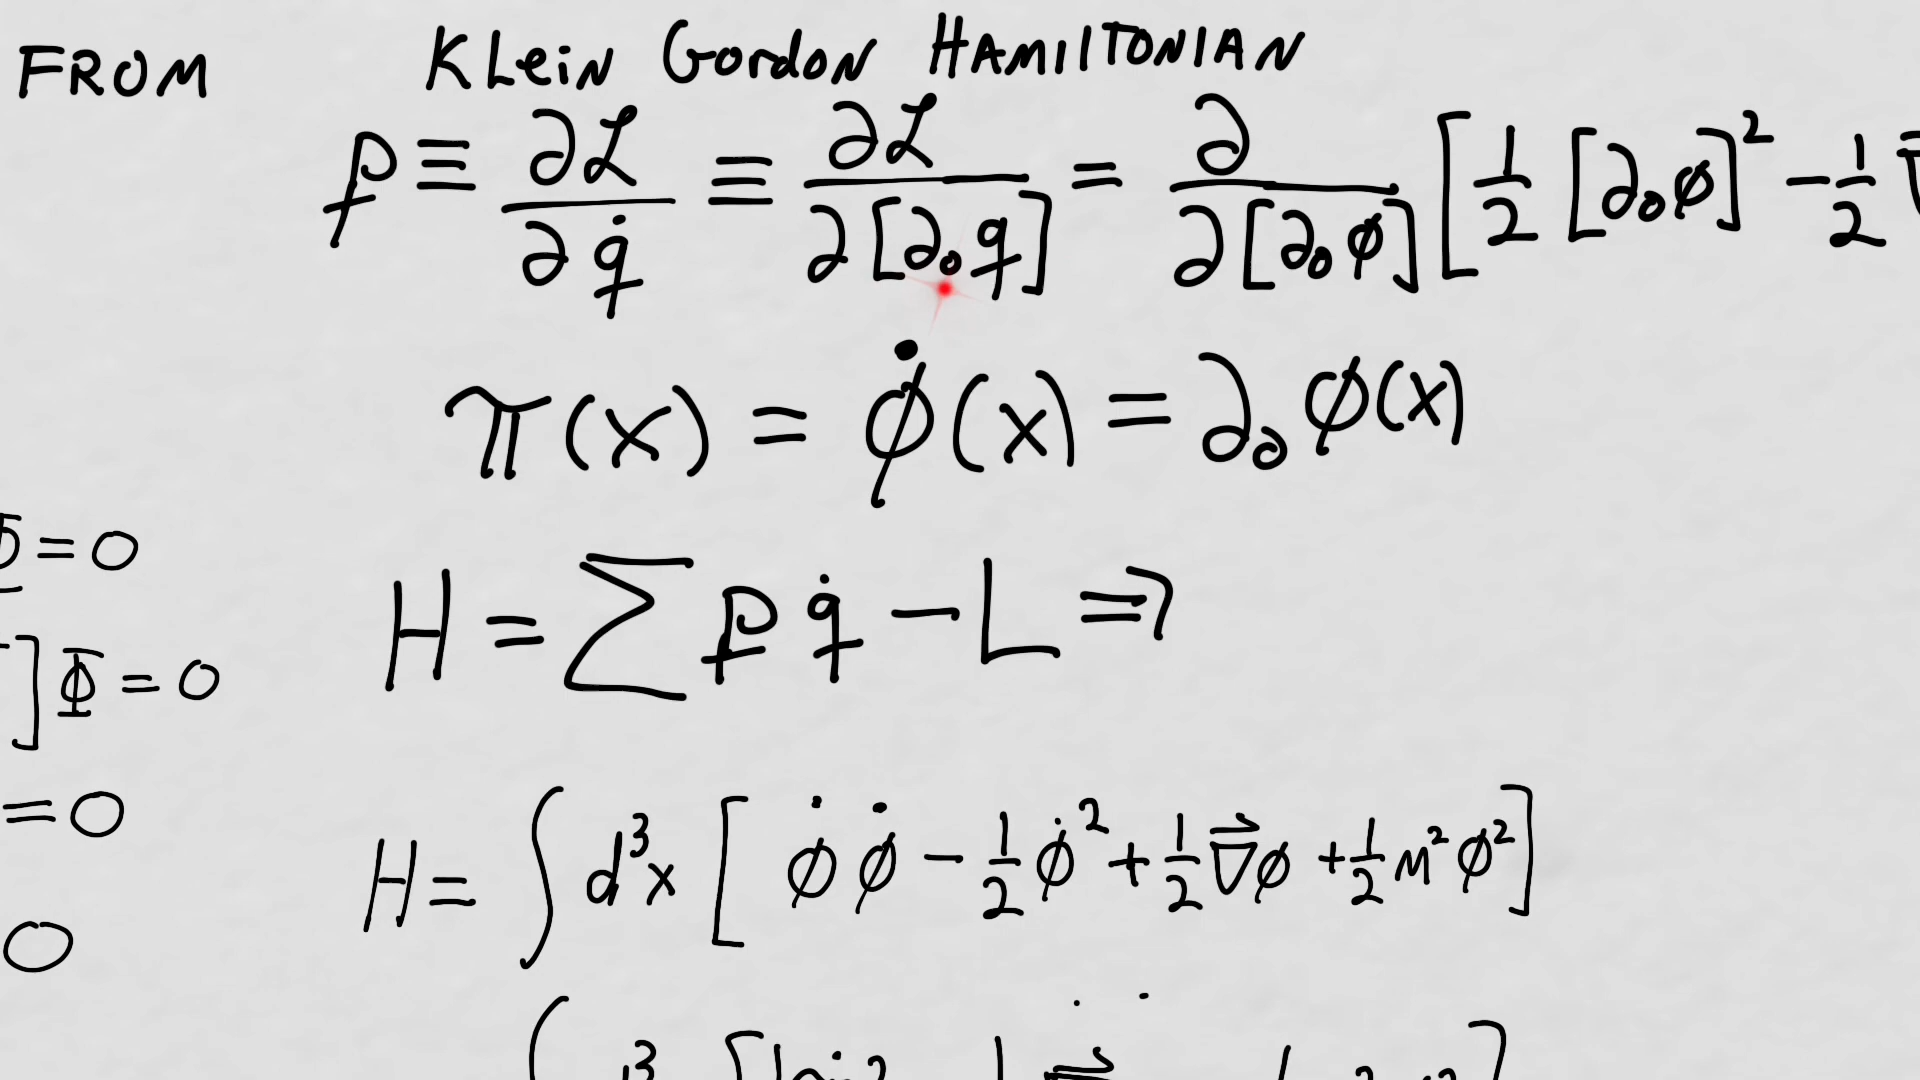 FROM KLEIN GORDON HAMILTONIAN
p ≡ ∂ℒ/∂q̇ ≡ ∂ℒ/∂[∂₀q] = ∂/∂[∂₀φ] [ 1/2 [∂₀φ]² − 1/2
π(x) = φ̇(x) = ∂₀φ(x)
Φ = 0
H = ∑ p q̇ − L ⇒
] Φ = 0
= 0
H = ∫ d³x [ φ̇ φ̇ − 1/2 φ̇² + 1/2 ∇⃗φ + 1/2 m² φ² ]
0